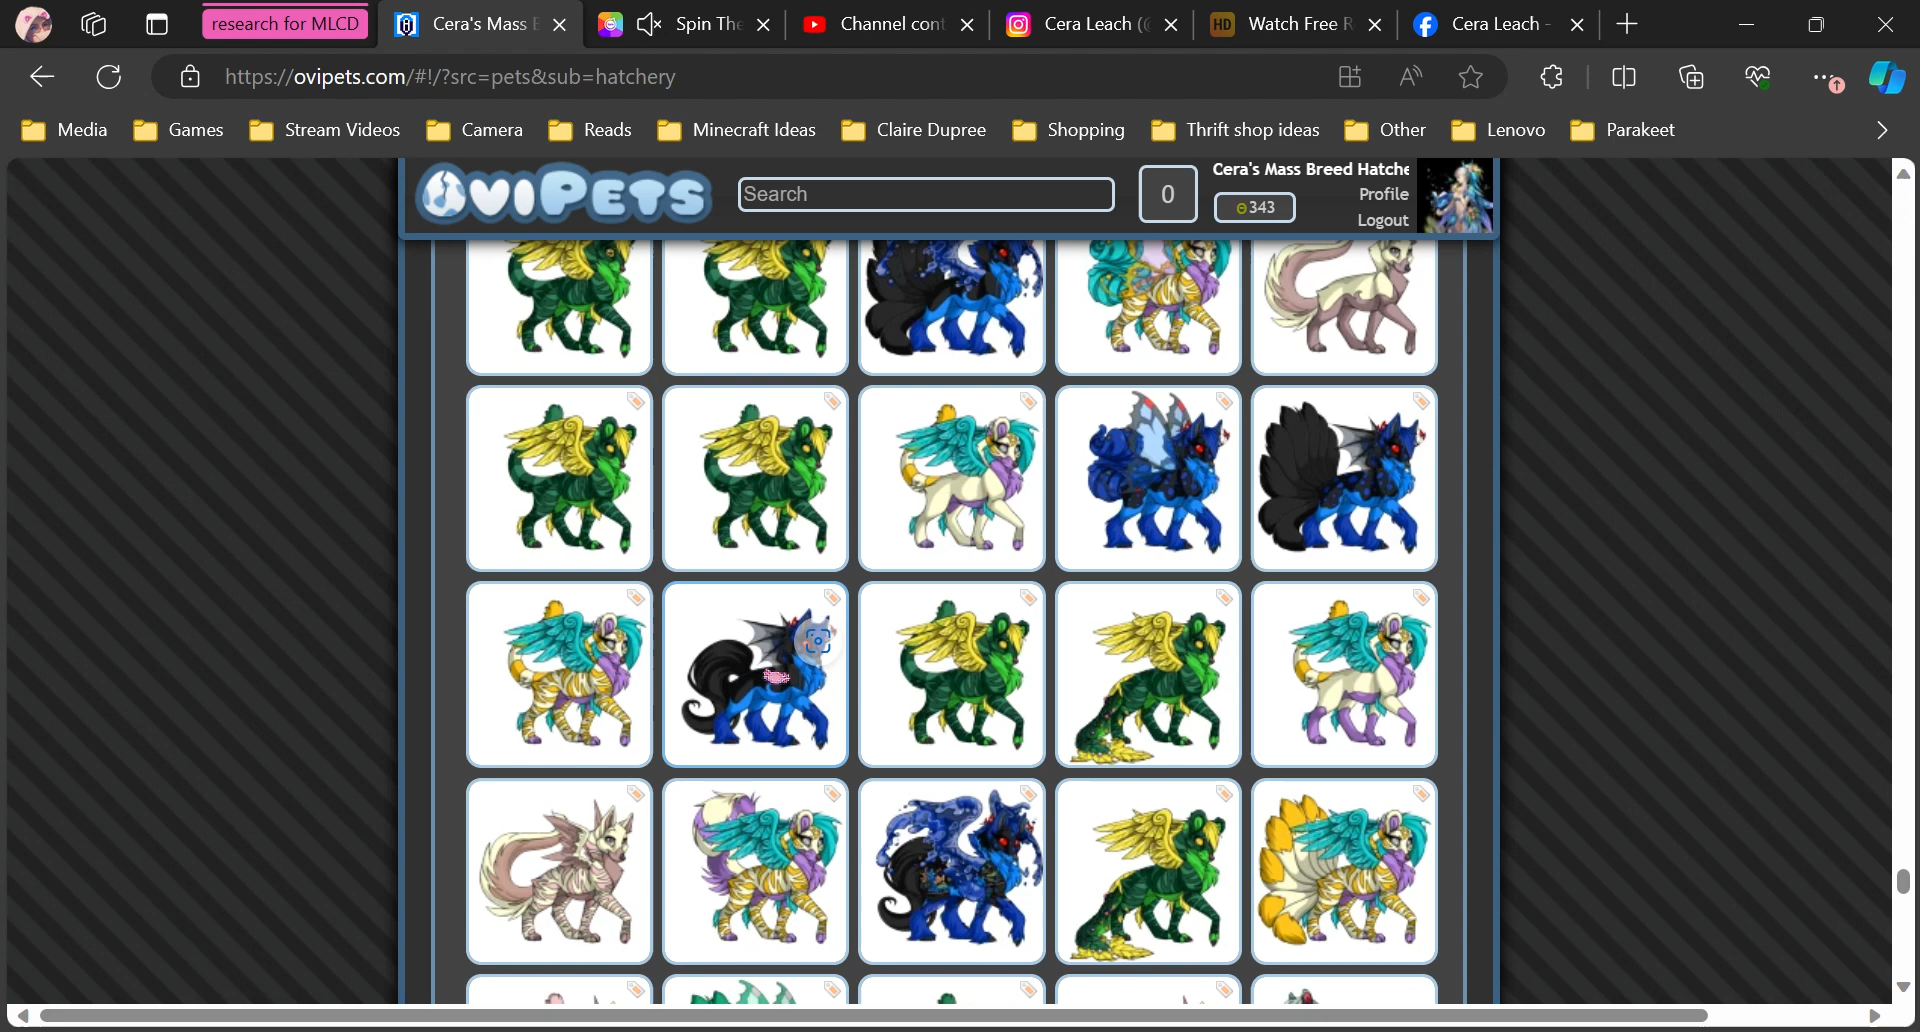 research for MLCD
Cera's Mass
Spin The
Channel cont
Cera Leach (
Watch Free R
Cera Leach -
https://ovipets.com/#!/?src=pets&sub=hatchery
Media
Games
Stream Videos
Camera
Reads
Minecraft Ideas
Claire Dupree
Shopping
Thrift shop ideas
Other
Lenovo
Parakeet
OviPets
Search
0
Cera's Mass Breed Hatche
343
Profile
Logout
HD